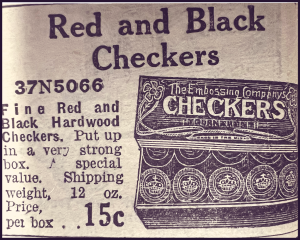 Red and Black
Checkers
37N5066
Fine Red and
Black Hardwood
Checkers. Put up
in a very strong
box. A special
value. Shipping
weight, 12 oz.
Price,
per box . . 15c
The Embossing Company's
CHECKERS